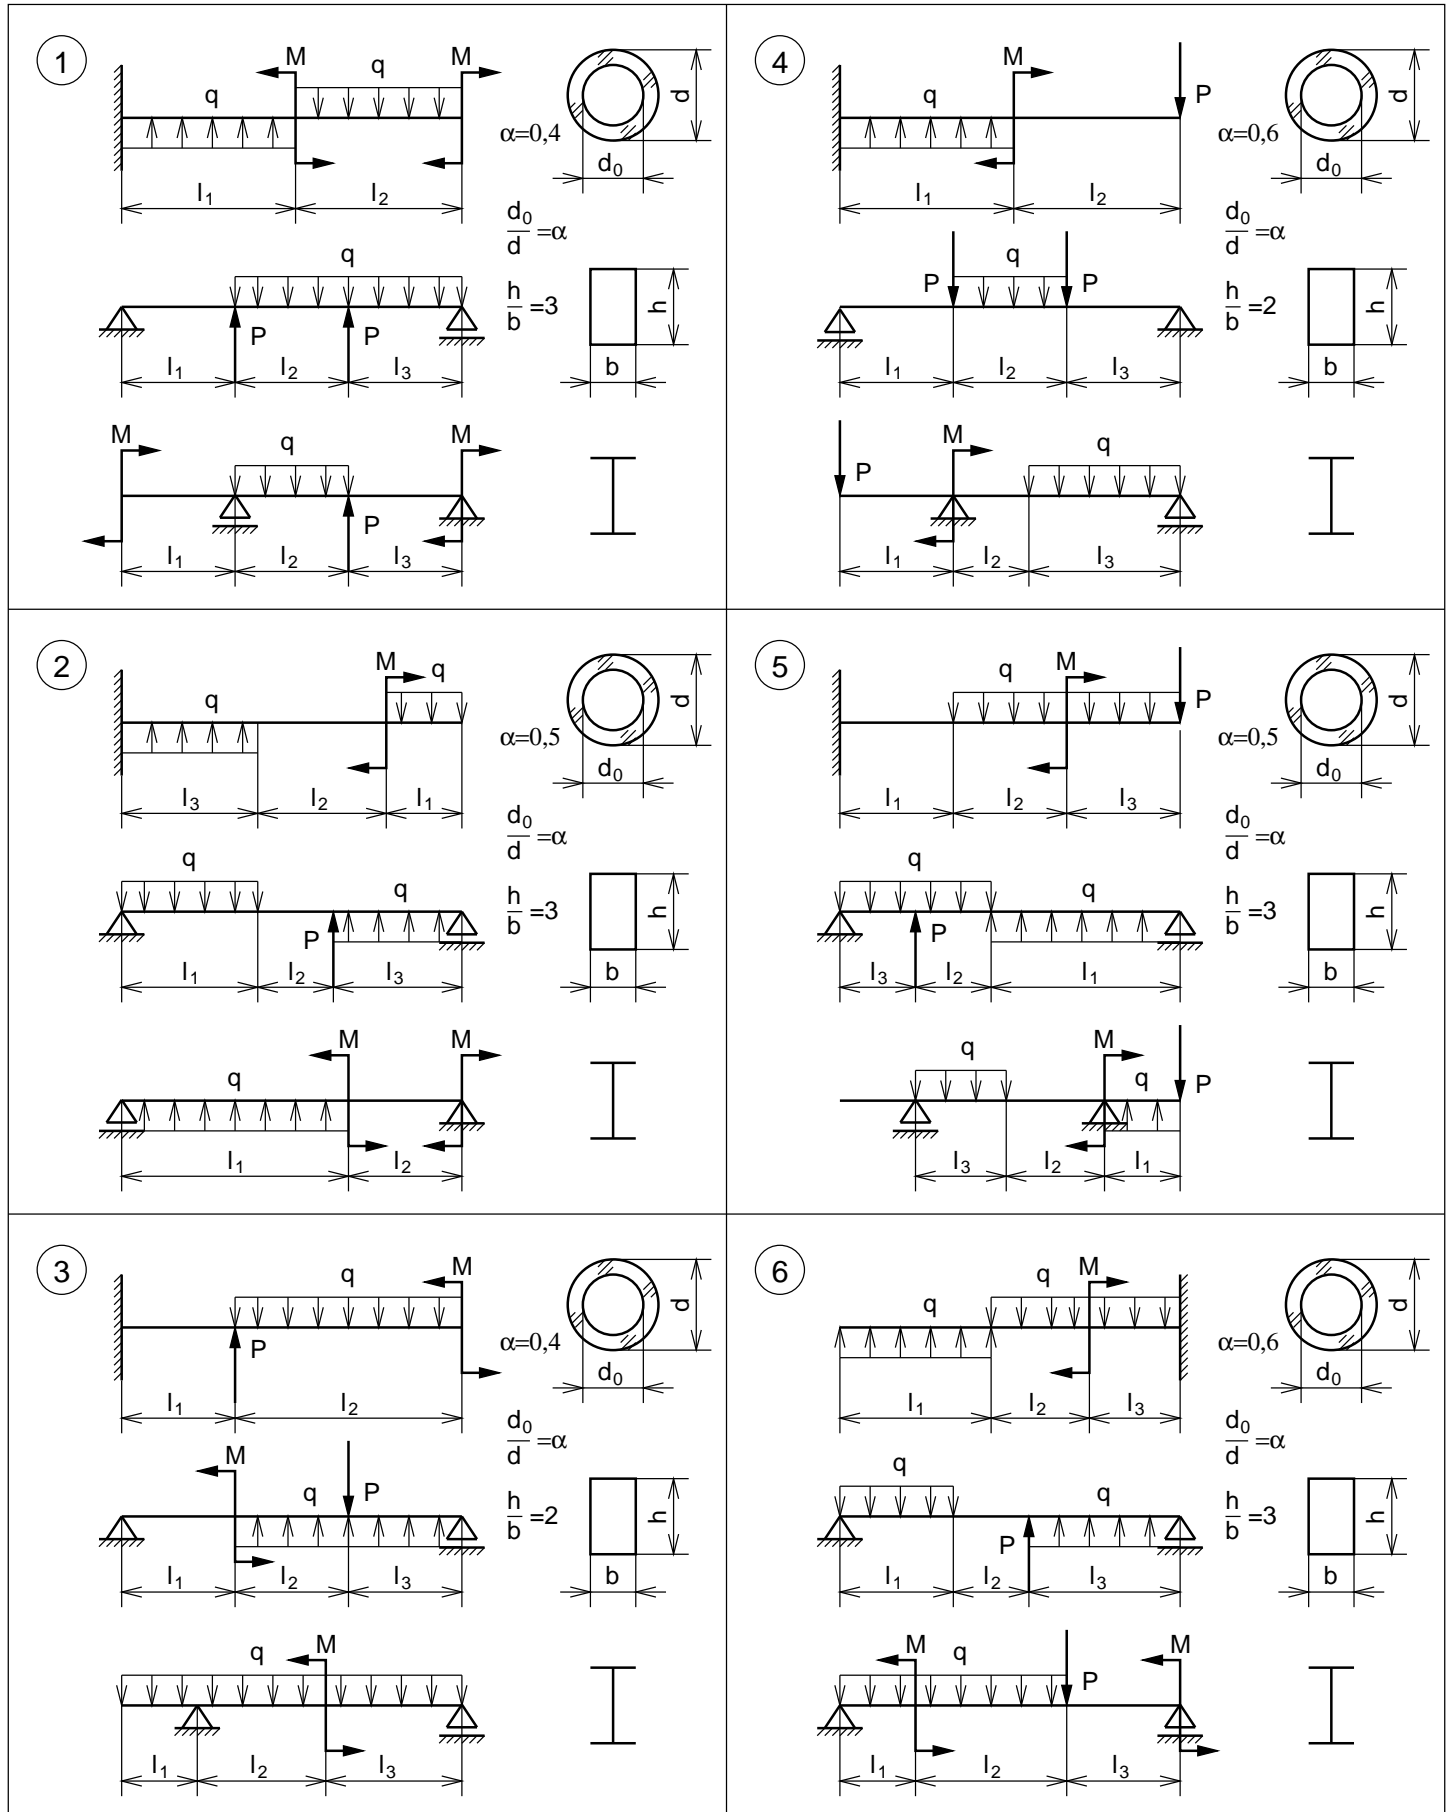 1
M M
q q
α=0,4 d
d₀
l₁ l₂
d₀/d =α
q
P P
h/b =3 h
b
l₁ l₂ l₃
M q M
P
l₁ l₂ l₃
2
M q
q
α=0,5 d
d₀
l₃ l₂ l₁
d₀/d =α
q q
P
h/b =3 h
b
l₁ l₂ l₃
M M
q
l₁ l₂
3
q M
P
α=0,4 d
d₀
l₁ l₂
d₀/d =α
M q P
h/b =2 h
b
l₁ l₂ l₃
q M
l₁ l₂ l₃
4
M P
q
α=0,6 d
d₀
l₁ l₂
d₀/d =α
P q P
h/b =2 h
b
l₁ l₂ l₃
P M q
l₁ l₂ l₃
5
q M P
α=0,5 d
d₀
l₁ l₂ l₃
d₀/d =α
q q
P
h/b =3 h
b
l₃ l₂ l₁
q M q P
l₃ l₂ l₁
6
q q M
α=0,6 d
d₀
l₁ l₂ l₃
d₀/d =α
q q
P
h/b =3 h
b
l₁ l₂ l₃
M q P M
l₁ l₂ l₃